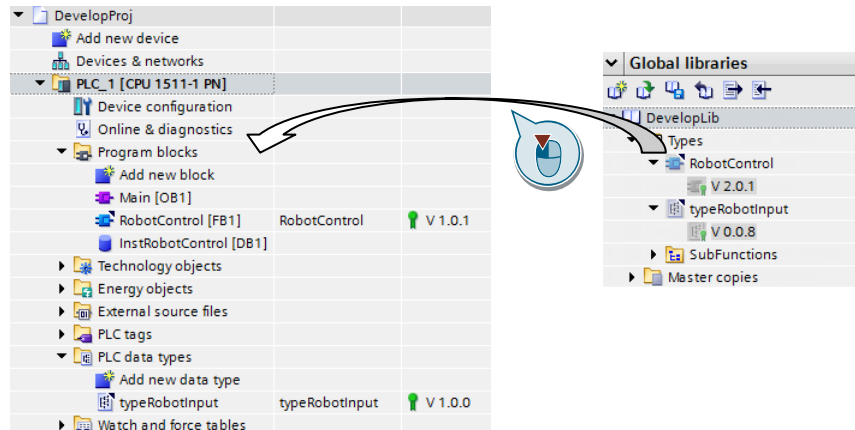 DevelopProj
Add new device
Devices & networks
PLC_1 [CPU 1511-1 PN]
Device configuration
Online & diagnostics
Program blocks
Add new block
Main [OB1]
RobotControl [FB1] RobotControl V 1.0.1
InstRobotControl [DB1]
Technology objects
Energy objects
External source files
PLC tags
PLC data types
Add new data type
typeRobotInput typeRobotInput V 1.0.0
Watch and force tables
Global libraries
DevelopLib
Types
RobotControl
V 2.0.1
typeRobotInput
V 0.0.8
SubFunctions
Master copies